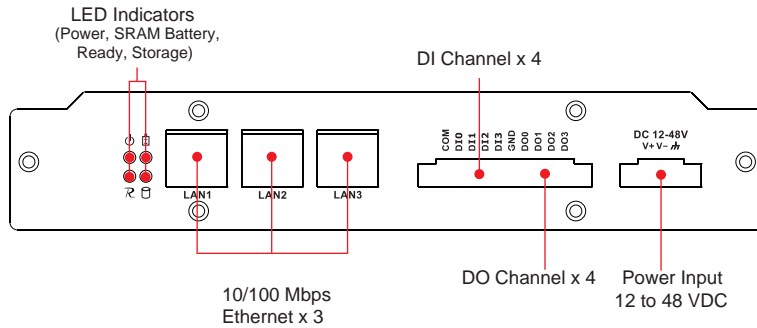 LED Indicators
(Power, SRAM Battery,
Ready, Storage)
DI Channel x 4
COM
DI0
DI1
DI2
DI3
GND
DO0
DO1
DO2
DO3
DC 12-48V
V+ V-
LAN1
LAN2
LAN3
10/100 Mbps
Ethernet x 3
DO Channel x 4
Power Input
12 to 48 VDC